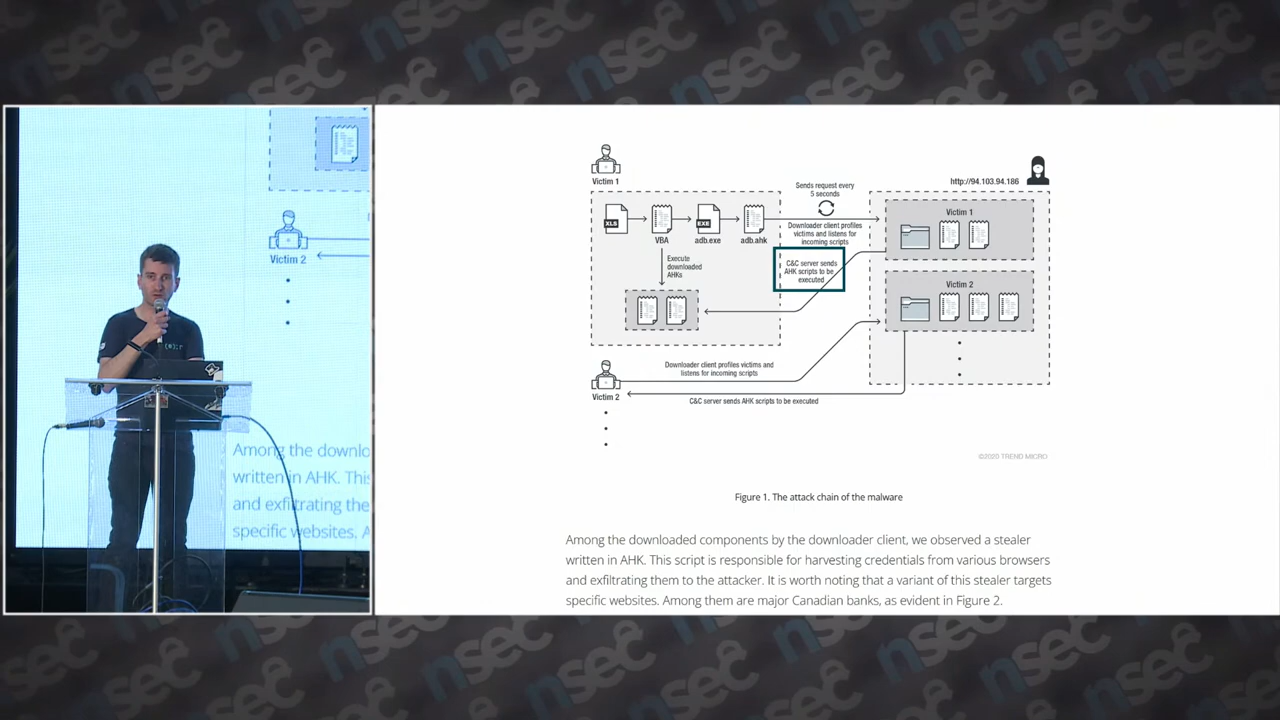 nsec
Victim 2
Among the downlo
written in AHK. This
and exfiltrating the
specific websites. A
Victim 1
http://94.103.94.186
Sends request every
5 seconds
XLS
VBA
EXE
adb.exe
adb.ahk
Downloader client profiles
victims and listens for
incoming scripts
Execute
downloaded
AHKs
C&C server sends
AHK scripts to be
executed
Victim 1
Victim 2
Downloader client profiles victims and
listens for incoming scripts
Victim 2
C&C server sends AHK scripts to be executed
©2020 TREND MICRO
Figure 1. The attack chain of the malware
Among the downloaded components by the downloader client, we observed a stealer
written in AHK. This script is responsible for harvesting credentials from various browsers
and exfiltrating them to the attacker. It is worth noting that a variant of this stealer targets
specific websites. Among them are major Canadian banks, as evident in Figure 2.